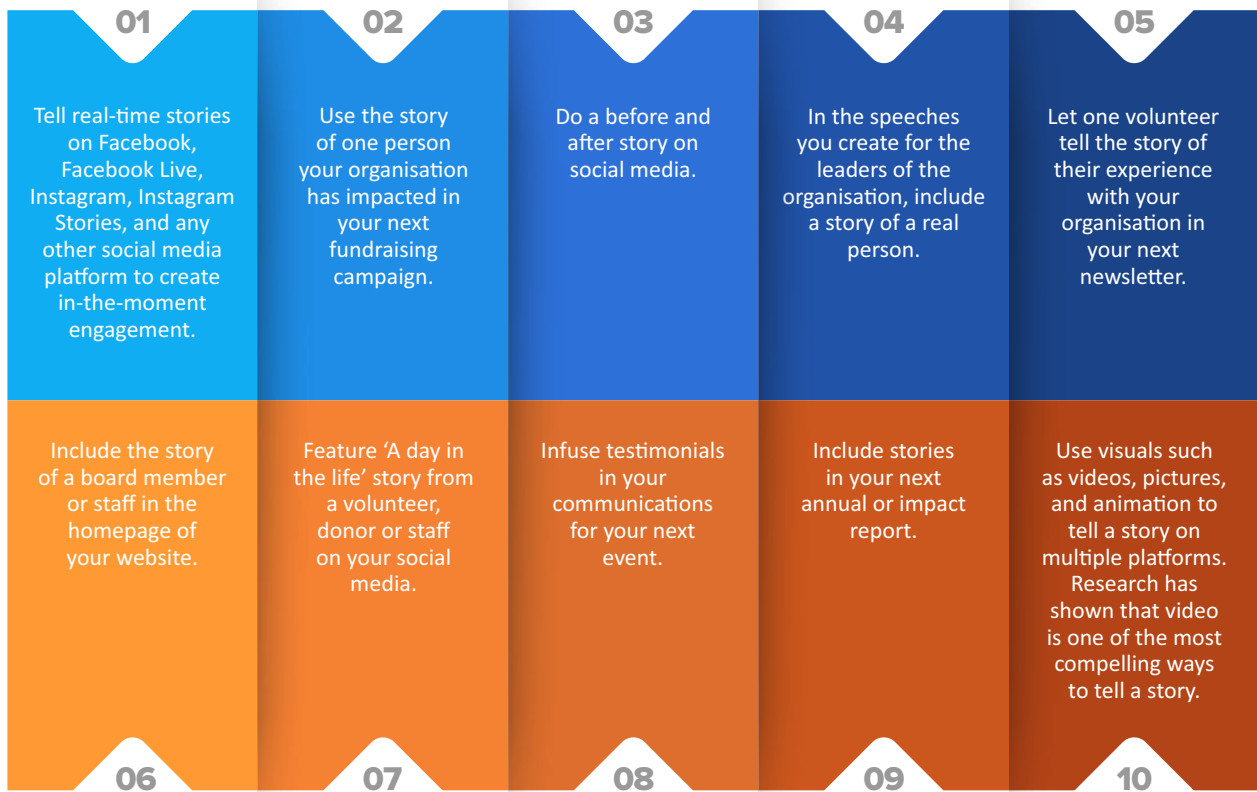 01
Tell real-time stories
on Facebook,
Facebook Live,
Instagram, Instagram
Stories, and any
other social media
platform to create
in-the-moment
engagement.
02
Use the story
of one person
your organisation
has impacted in
your next
fundraising
campaign.
03
Do a before and
after story on
social media.
04
In the speeches
you create for the
leaders of the
organisation, include
a story of a real
person.
05
Let one volunteer
tell the story of
their experience
with your
organisation in
your next
newsletter.
Include the story
of a board member
or staff in the
homepage of
your website.
06
Feature ‘A day in
the life’ story from
a volunteer,
donor or staff
on your social
media.
07
Infuse testimonials
in your
communications
for your next
event.
08
Include stories
in your next
annual or impact
report.
09
Use visuals such
as videos, pictures,
and animation to
tell a story on
multiple platforms.
Research has
shown that video
is one of the most
compelling ways
to tell a story.
10